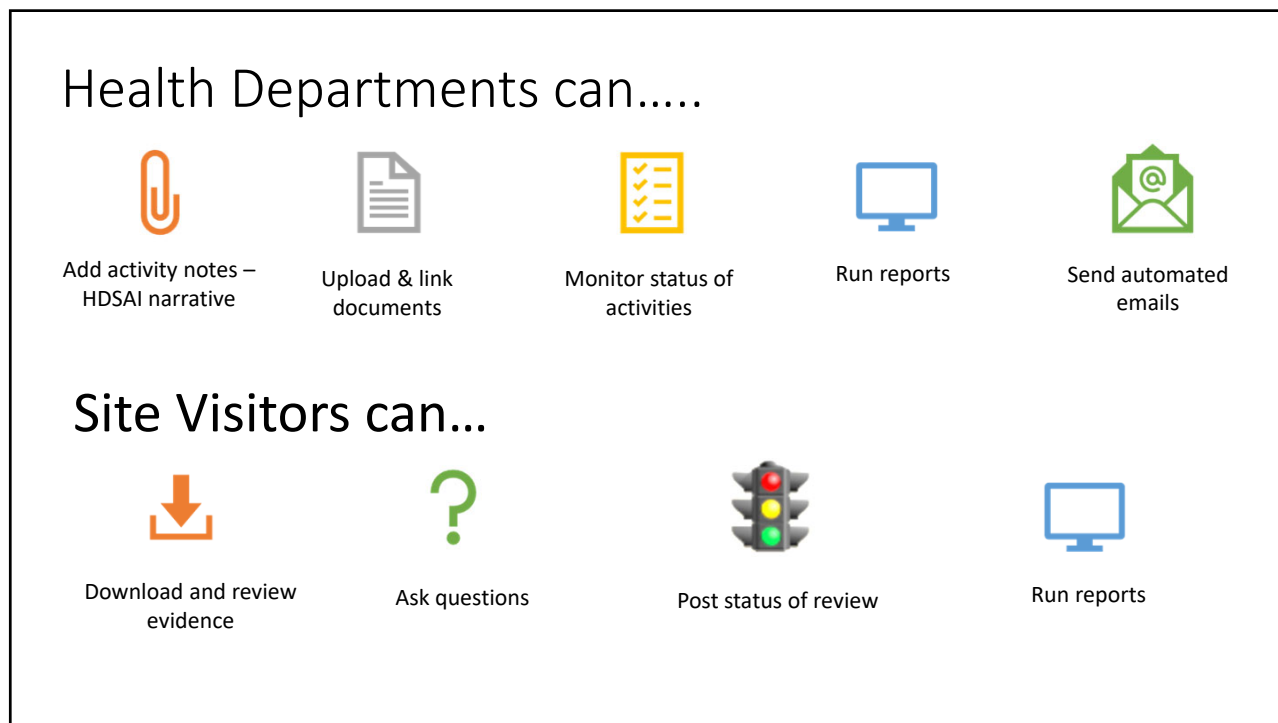 Health Departments can…..
Add activity notes –
HDSAI narrative
Upload & link
documents
Monitor status of
activities
Run reports
@
Send automated
emails
Site Visitors can…
Download and review
evidence
?
Ask questions
Post status of review
Run reports